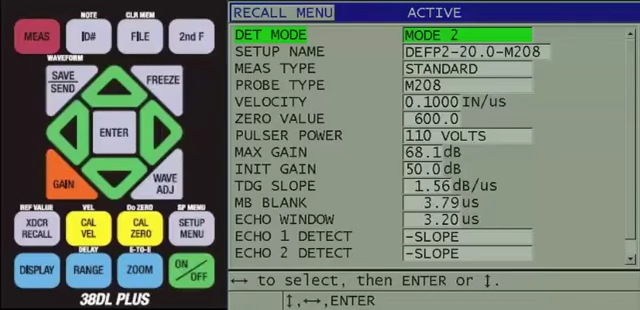 NOTE
CLR MEM
MEAS
ID#
FILE
2nd F
WAVEFORM
SAVE/
SEND
FREEZE
ENTER
GAIN
WAVE
ADJ
REF VALUE
VEL
Do ZERO
SP MENU
XDCR
RECALL
CAL
VEL
CAL
ZERO
SETUP
MENU
DELAY
E-TO-E
DISPLAY
RANGE
ZOOM
ON/
OFF
38DL PLUS
RECALL MENU ACTIVE
DET MODE MODE 2
SETUP NAME DEFP2-20.0-M208
MEAS TYPE STANDARD
PROBE TYPE M208
VELOCITY 0.1000 IN/us
ZERO VALUE 600.0
PULSER POWER 110 VOLTS
MAX GAIN 68.1 dB
INIT GAIN 50.0 dB
TDG SLOPE 1.56 dB/us
MB BLANK 3.79 us
ECHO WINDOW 3.20 us
ECHO 1 DETECT -SLOPE
ECHO 2 DETECT -SLOPE
↔ to select, then ENTER or ↕.
↕,↔,ENTER